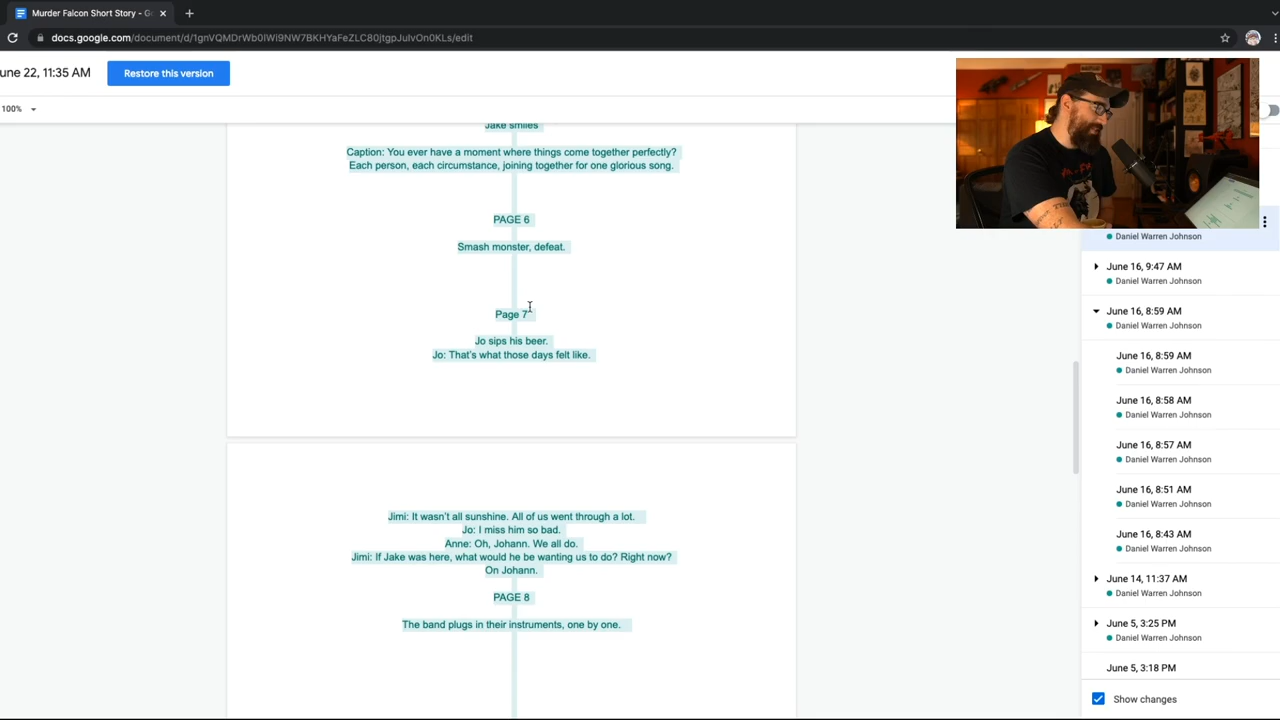 Murder Falcon Short Story - Go
docs.google.com/document/d/1gnVQMDrWb0IWl9NW7BKHYaFeZLC80jtgpJuIvOn0KLs/edit
une 22, 11:35 AM
Restore this version
100%
Jake smiles
Caption: You ever have a moment where things come together perfectly?
Each person, each circumstance, joining together for one glorious song.
PAGE 6
Smash monster, defeat.
Page 7
Jo sips his beer.
Jo: That's what those days felt like.
Jimi: It wasn't all sunshine. All of us went through a lot.
Jo: I miss him so bad.
Anne: Oh, Johann. We all do.
Jimi: If Jake was here, what would he be wanting us to do? Right now?
On Johann.
PAGE 8
The band plugs in their instruments, one by one.
Daniel Warren Johnson
June 16, 9:47 AM
Daniel Warren Johnson
June 16, 8:59 AM
Daniel Warren Johnson
June 16, 8:59 AM
Daniel Warren Johnson
June 16, 8:58 AM
Daniel Warren Johnson
June 16, 8:57 AM
Daniel Warren Johnson
June 16, 8:51 AM
Daniel Warren Johnson
June 16, 8:43 AM
Daniel Warren Johnson
June 14, 11:37 AM
Daniel Warren Johnson
June 5, 3:25 PM
Daniel Warren Johnson
June 5, 3:18 PM
Show changes